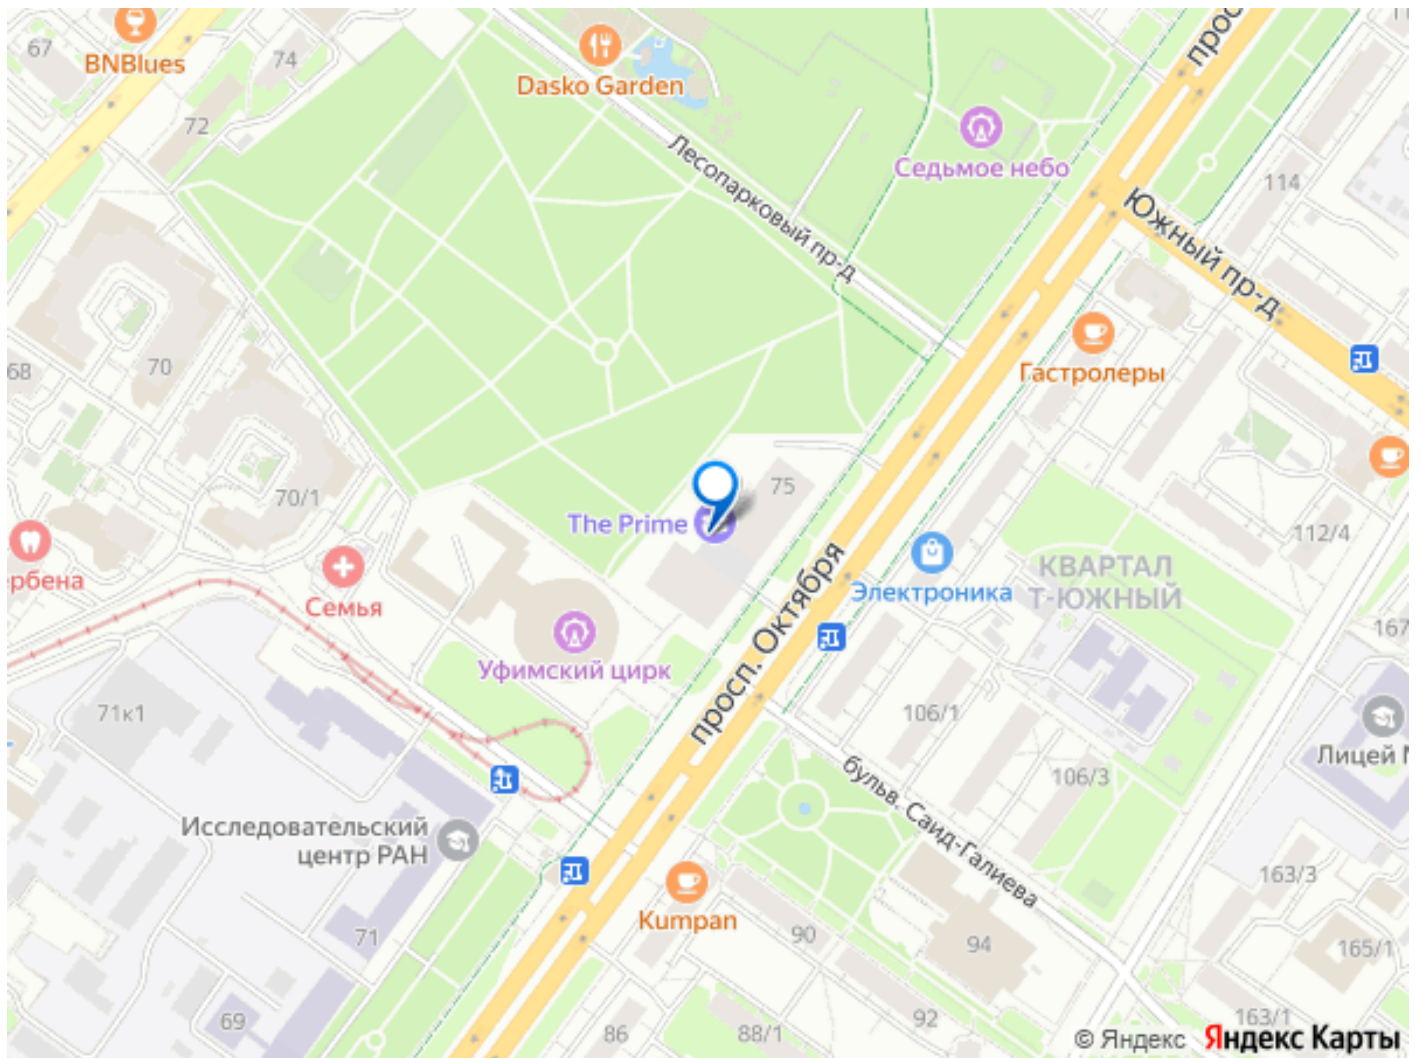 67
BNBlues
74
72
Dasko Garden
Седьмое небо
просп
Лесопарковый пр-д
Южный пр-д
114
68
70
70/1
Гастролеры
75
The Prime
112/4
рбена
Семья
Уфимский цирк
просп. Октября
Электроника
КВАРТАЛ
Т-ЮЖНЫЙ
167
71к1
106/1
106/3
Лицей
бульв. Саид-Галиева
Исследовательский
центр РАН
71
69
Kumpan
90
94
163/3
165/1
86
88/1
92
163/1
© Яндекс Яндекс Карты